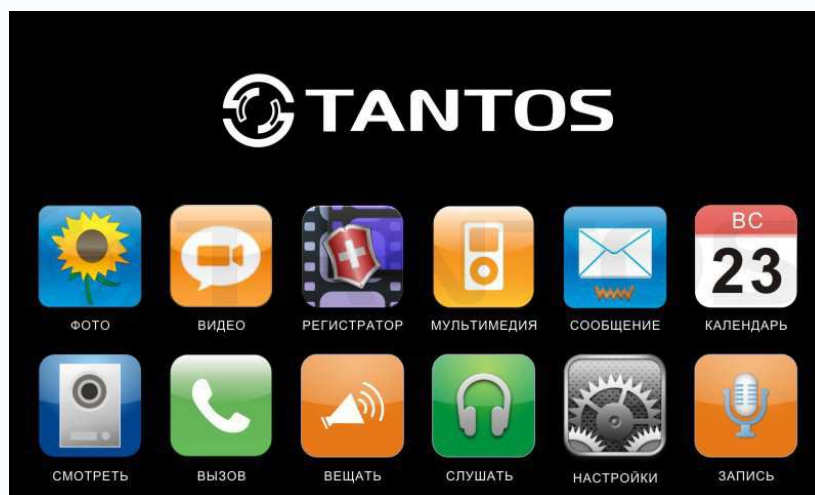 TANTOS
ВС
23
ФОТО
ВИДЕО
РЕГИСТРАТОР
МУЛЬТИМЕДИЯ
СООБЩЕНИЕ
КАЛЕНДАРЬ
СМОТРЕТЬ
ВЫЗОВ
ВЕЩАТЬ
СЛУШАТЬ
НАСТРОЙКИ
ЗАПИСЬ